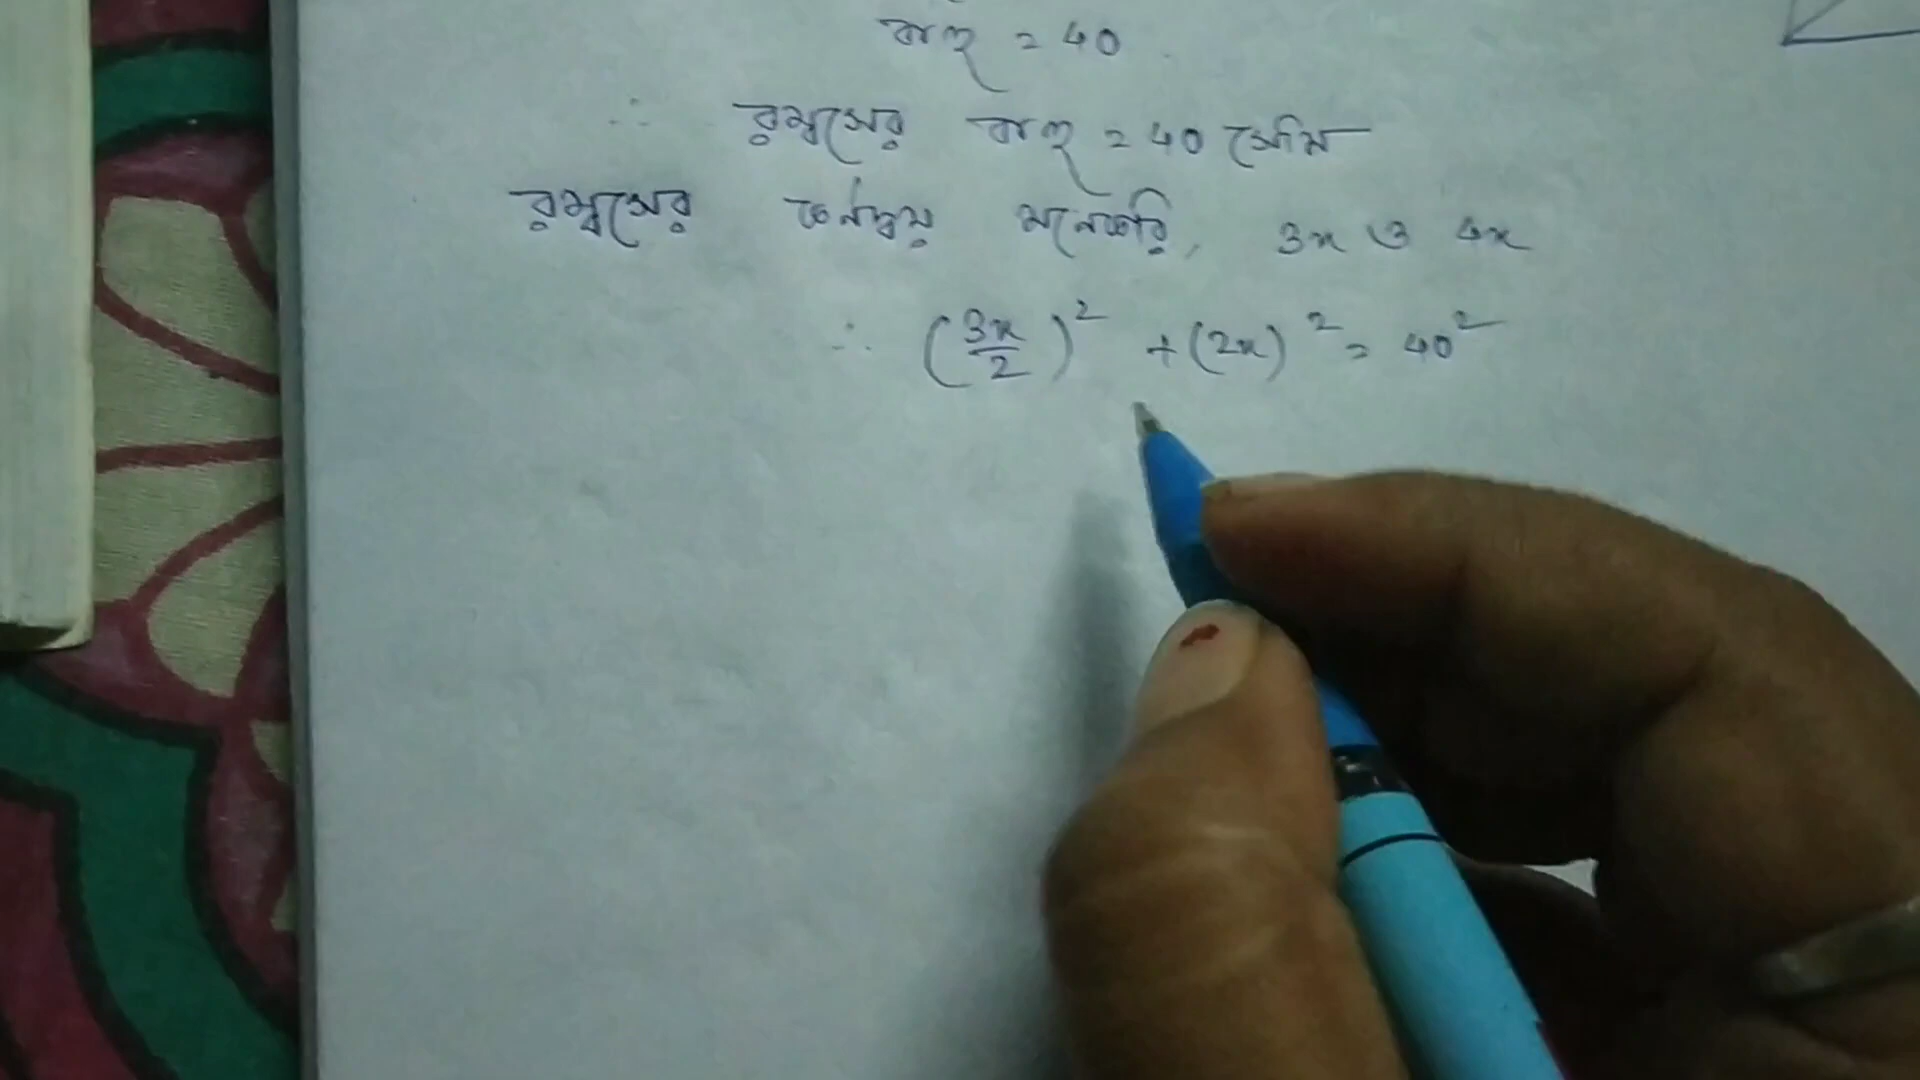 বাহু = 40
∴ রম্বসের বাহু = 40 সেমি
রম্বসের কর্ণদ্বয় মনেকরি, 3x ও 4x
∴ (3x/2)² + (2x)² = 40²